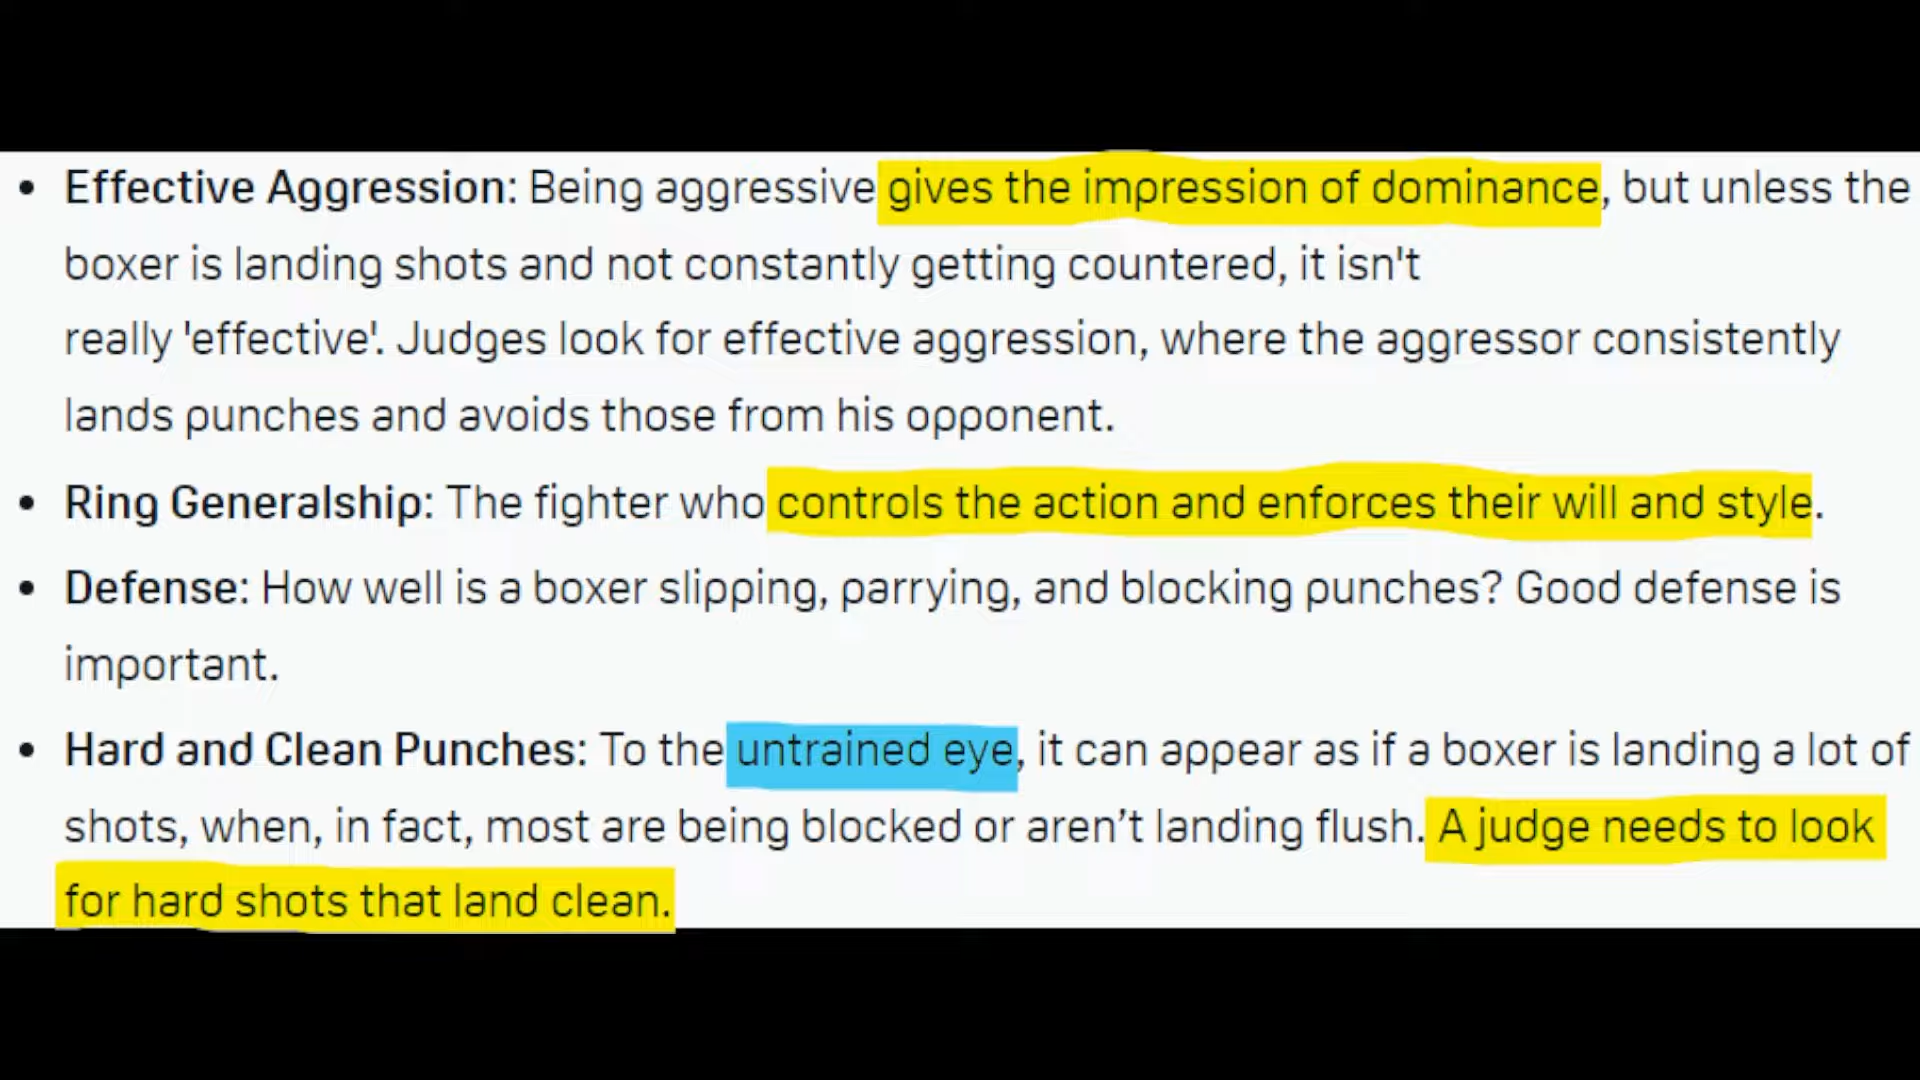 • Effective Aggression: Being aggressive gives the impression of dominance, but unless the
boxer is landing shots and not constantly getting countered, it isn't
really 'effective'. Judges look for effective aggression, where the aggressor consistently
lands punches and avoids those from his opponent.
• Ring Generalship: The fighter who controls the action and enforces their will and style.
• Defense: How well is a boxer slipping, parrying, and blocking punches? Good defense is
important.
• Hard and Clean Punches: To the untrained eye, it can appear as if a boxer is landing a lot of
shots, when, in fact, most are being blocked or aren’t landing flush. A judge needs to look
for hard shots that land clean.